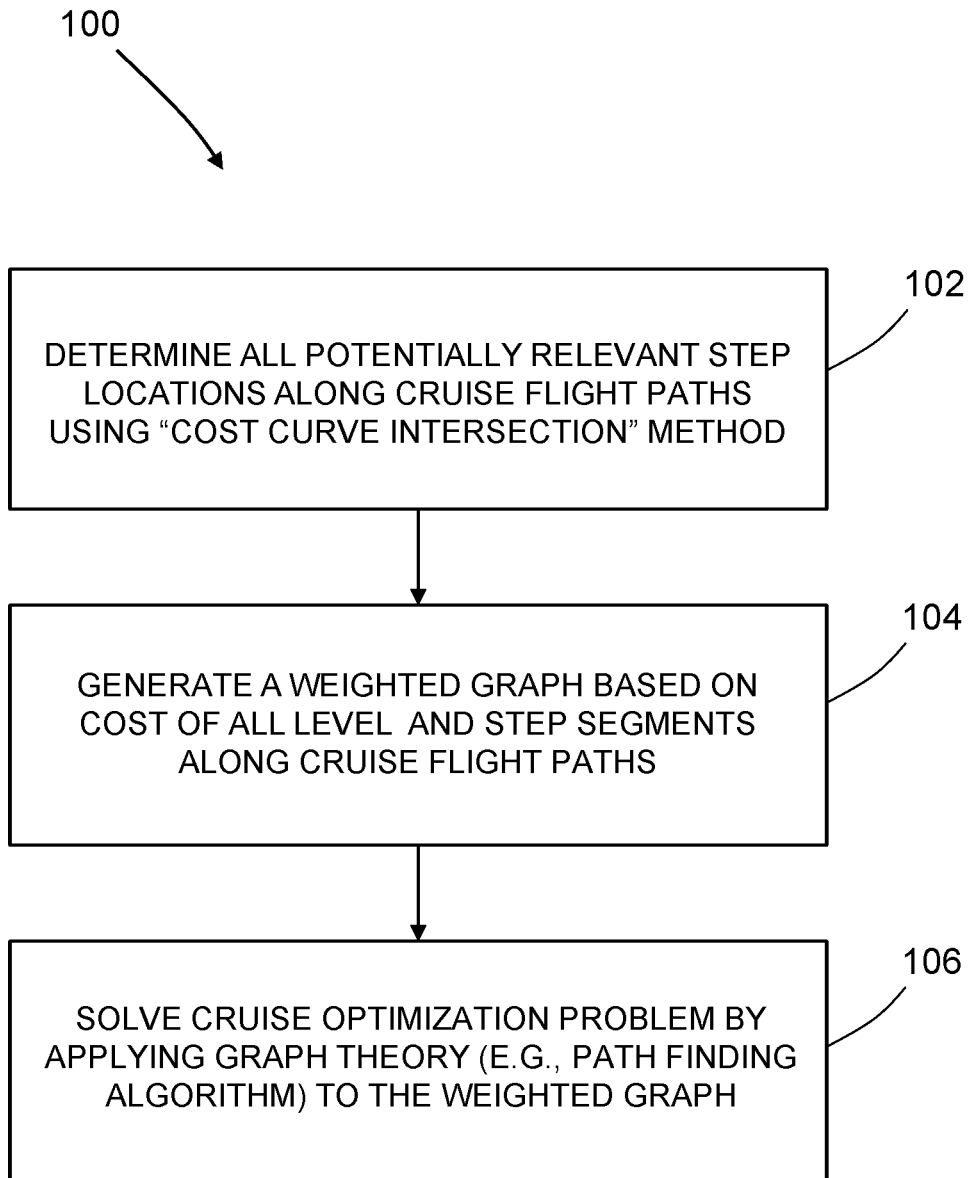 100
102
DETERMINE ALL POTENTIALLY RELEVANT STEP
LOCATIONS ALONG CRUISE FLIGHT PATHS
USING “COST CURVE INTERSECTION” METHOD
104
GENERATE A WEIGHTED GRAPH BASED ON
COST OF ALL LEVEL AND STEP SEGMENTS
ALONG CRUISE FLIGHT PATHS
106
SOLVE CRUISE OPTIMIZATION PROBLEM BY
APPLYING GRAPH THEORY (E.G., PATH FINDING
ALGORITHM) TO THE WEIGHTED GRAPH